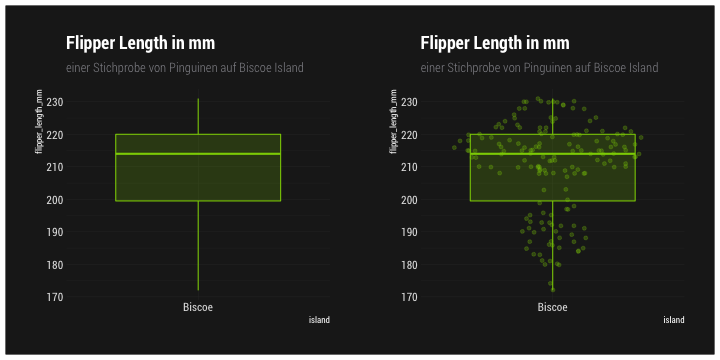 Flipper Length in mm
einer Stichprobe von Pinguinen auf Biscoe Island
flipper_length_mm
230
220
210
200
190
180
170
Biscoe
island
Flipper Length in mm
einer Stichprobe von Pinguinen auf Biscoe Island
flipper_length_mm
230
220
210
200
190
180
170
Biscoe
island